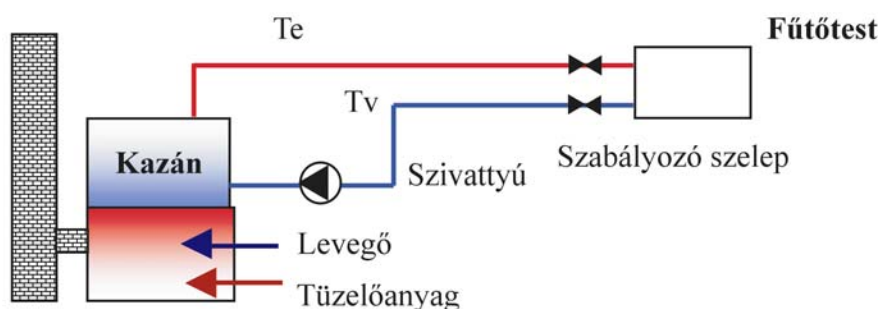 Te
Fűtőtest
Tv
Kazán
Szivattyú
Szabályozó szelep
Levegő
Tüzelőanyag